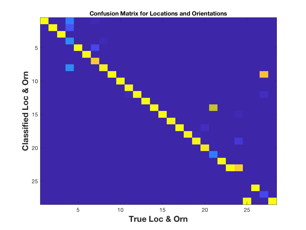 Confusion Matrix for Locations and Orientations
5
10
15
20
25
Classified Loc & Orn
5 10 15 20 25
True Loc & Orn